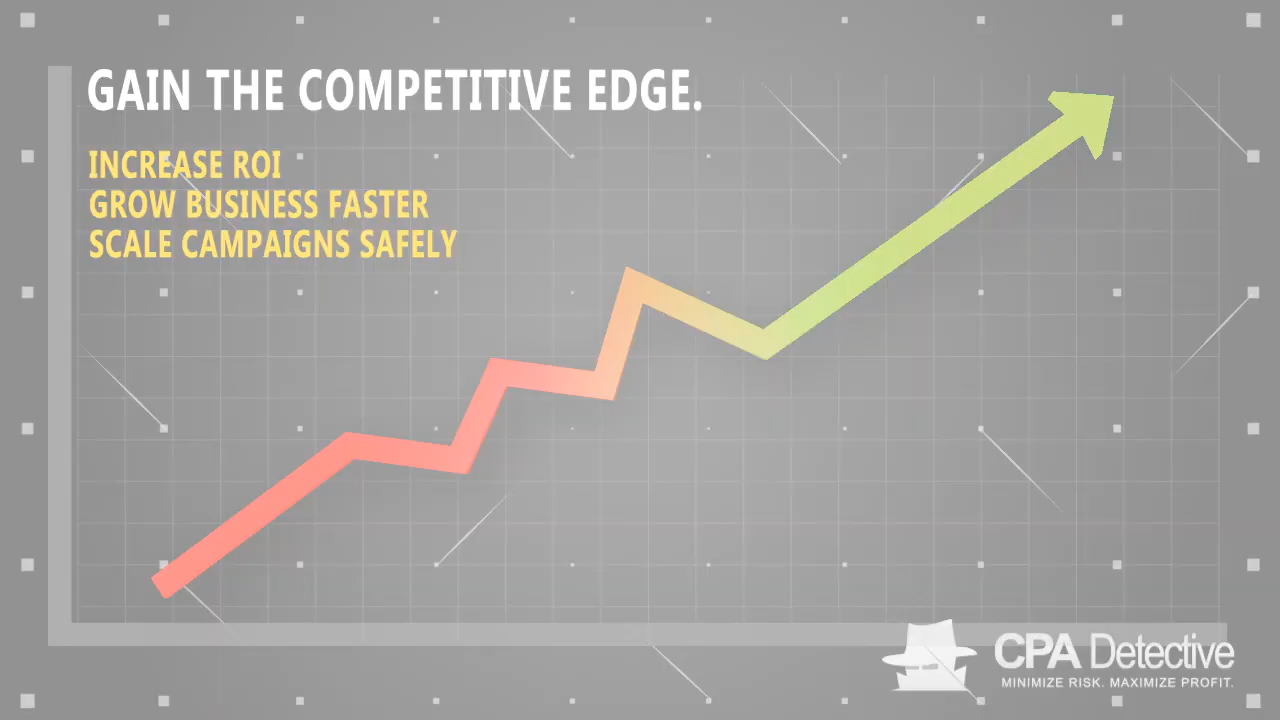 GAIN THE COMPETITIVE EDGE.
INCREASE ROI
GROW BUSINESS FASTER
SCALE CAMPAIGNS SAFELY
CPA Detective
MINIMIZE RISK. MAXIMIZE PROFIT.